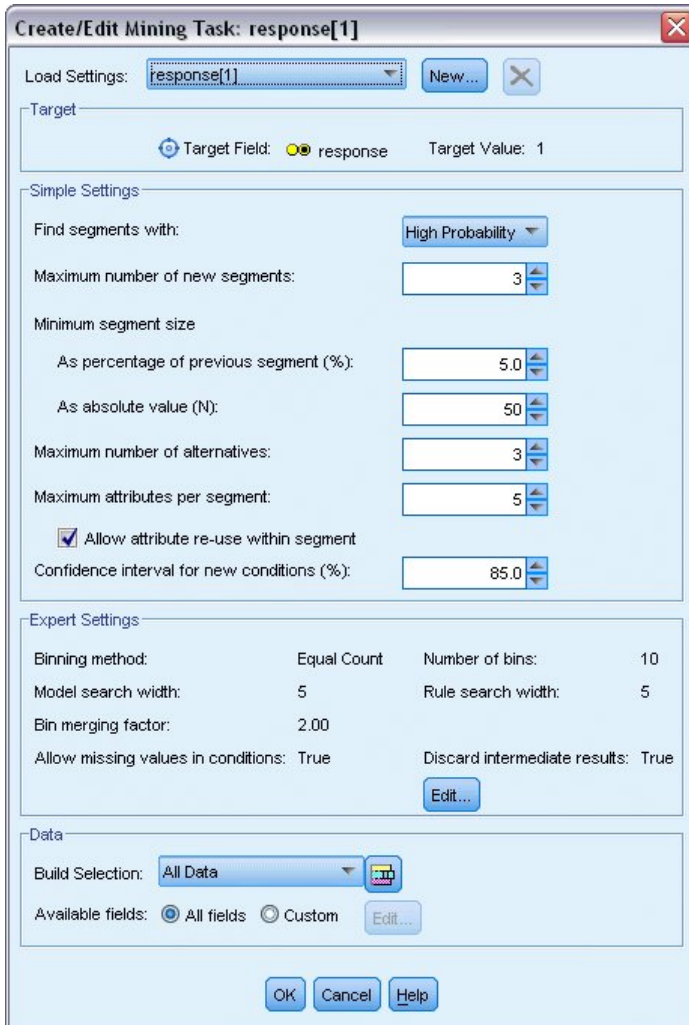 Create/Edit Mining Task: response[1]
Load Settings: response[1] New...
Target
Target Field: response Target Value: 1
Simple Settings
Find segments with: High Probability
Maximum number of new segments: 3
Minimum segment size
As percentage of previous segment (%): 5.0
As absolute value (N): 50
Maximum number of alternatives: 3
Maximum attributes per segment: 5
Allow attribute re-use within segment
Confidence interval for new conditions (%): 85.0
Expert Settings
Binning method: Equal Count Number of bins: 10
Model search width: 5 Rule search width: 5
Bin merging factor: 2.00
Allow missing values in conditions: True Discard intermediate results: True
Edit...
Data
Build Selection: All Data
Available fields: All fields Custom Edit...
OK Cancel Help